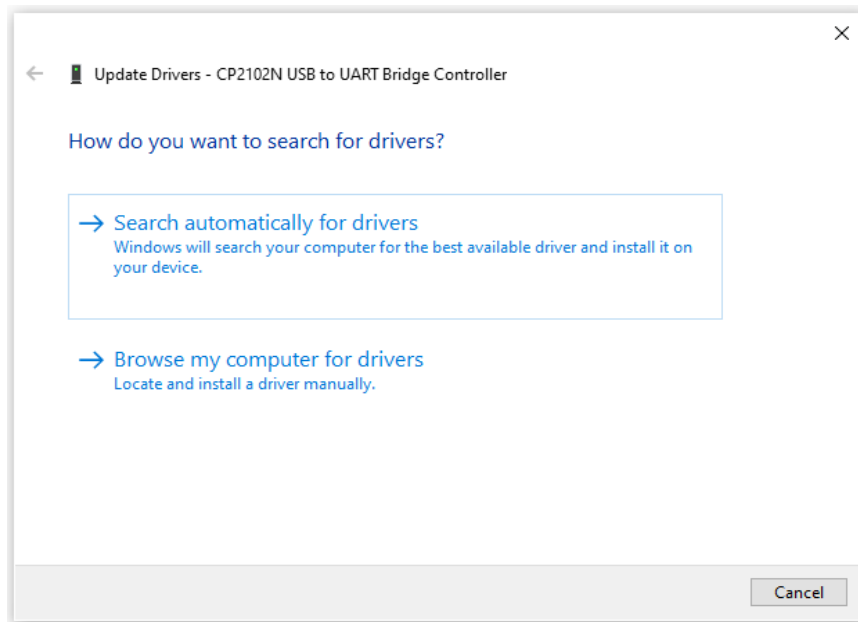 Update Drivers - CP2102N USB to UART Bridge Controller
How do you want to search for drivers?
Search automatically for drivers
Windows will search your computer for the best available driver and install it on
your device.
Browse my computer for drivers
Locate and install a driver manually.
Cancel